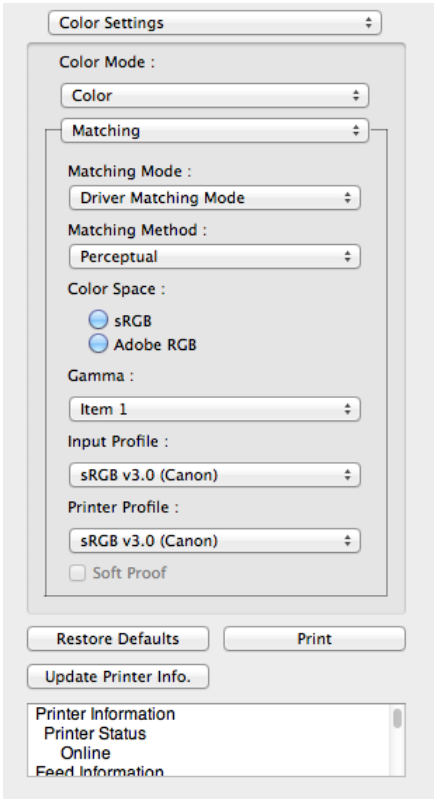 Color Settings
Color Mode :
Color
Matching
Matching Mode :
Driver Matching Mode
Matching Method :
Perceptual
Color Space :
sRGB
Adobe RGB
Gamma :
Item 1
Input Profile :
sRGB v3.0 (Canon)
Printer Profile :
sRGB v3.0 (Canon)
Soft Proof
Restore Defaults Print
Update Printer Info.
Printer Information
Printer Status
Online
Feed Information